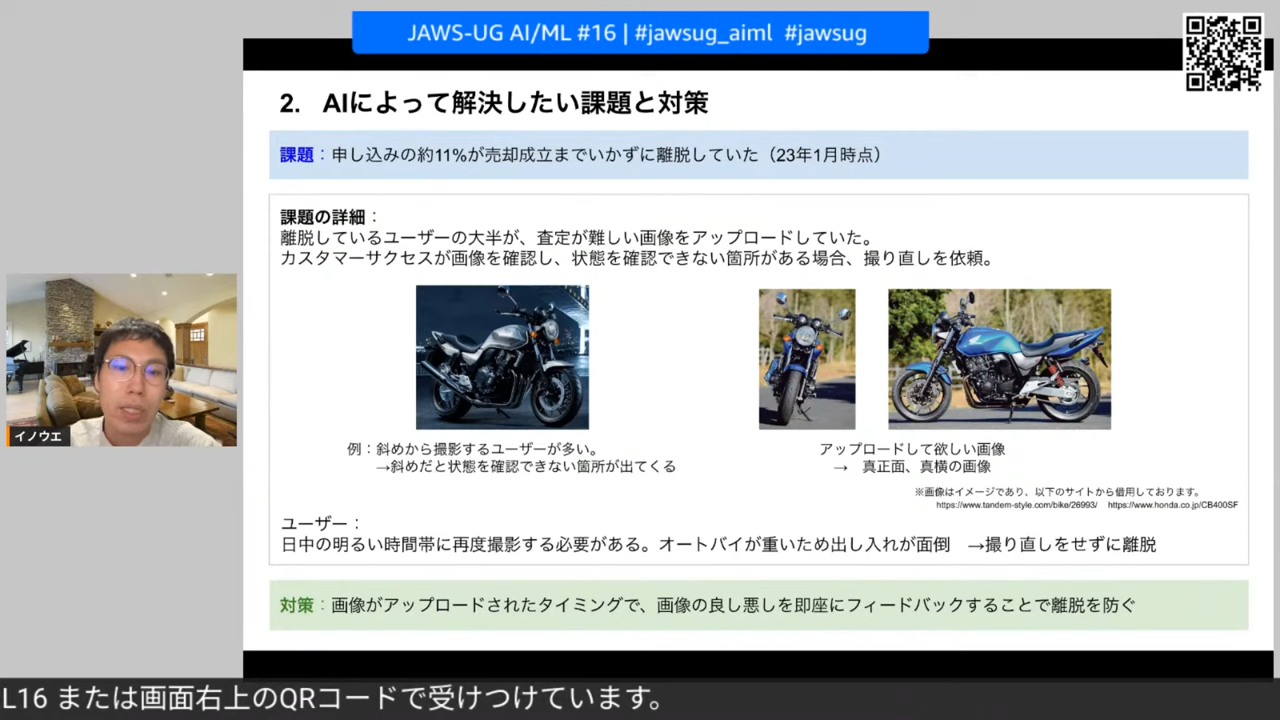 JAWS-UG AI/ML #16 | #jawsug_aiml #jawsug
2. AIによって解決したい課題と対策
課題：申し込みの約11%が売却成立までいかずに離脱していた（23年1月時点）
課題の詳細：
離脱しているユーザーの大半が、査定が難しい画像をアップロードしていた。
カスタマーサクセスが画像を確認し、状態を確認できない箇所がある場合、撮り直しを依頼。
例：斜めから撮影するユーザーが多い。
→斜めだと状態を確認できない箇所が出てくる
アップロードして欲しい画像
→ 真正面、真横の画像
※画像はイメージであり、以下のサイトから借用しております。
https://www.tandem-style.com/bike/26993/ https://www.honda.co.jp/CB400SF
ユーザー：
日中の明るい時間帯に再度撮影する必要がある。オートバイが重いため出し入れが面倒 →撮り直しをせずに離脱
対策：画像がアップロードされたタイミングで、画像の良し悪しを即座にフィードバックすることで離脱を防ぐ
イノウエ
L16 または画面右上のQRコードで受けつけています。